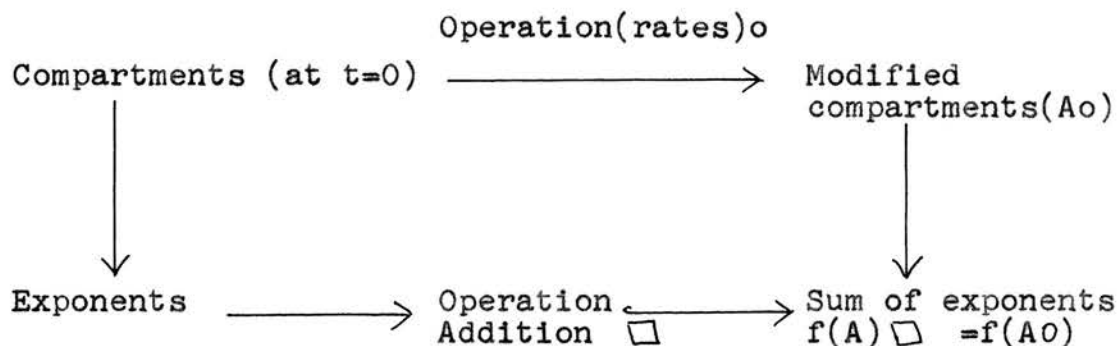 Operation(rates)o
Compartments (at t=0)
Modified
compartments(Ao)
Exponents
Operation
Addition □
Sum of exponents
f(A) □ =f(AO)